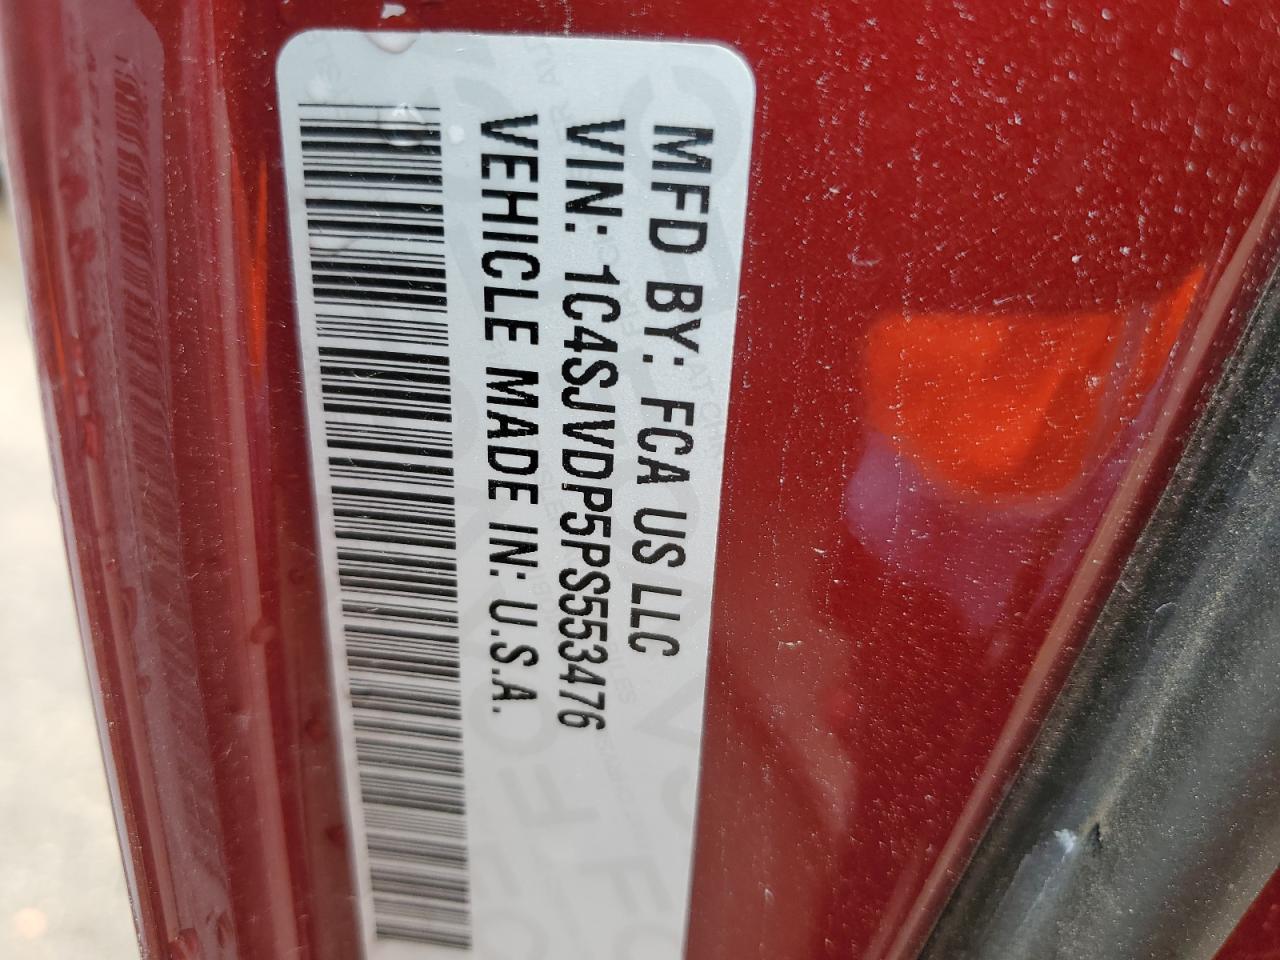 MFD BY: FCA US LLC
VIN: 1C4SJVDP5PS553476
VEHICLE MADE IN: U.S.A.